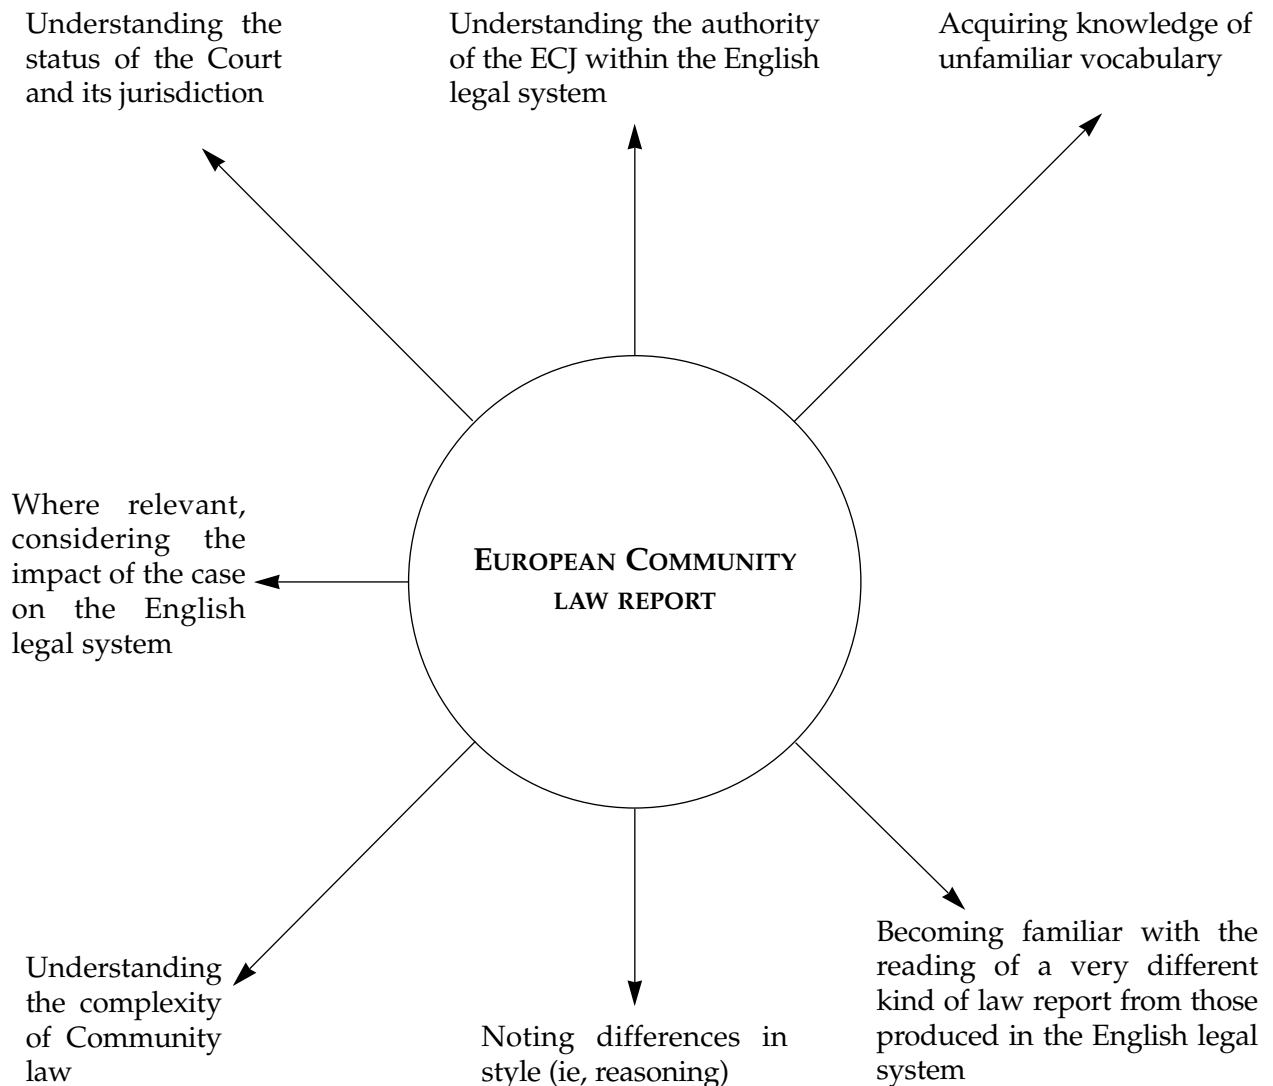 Understanding the
status of the Court
and its jurisdiction
Understanding the authority
of the ECJ within the English
legal system
Acquiring knowledge of
unfamiliar vocabulary
Where relevant,
considering the
impact of the case
on the English
legal system
EUROPEAN COMMUNITY
LAW REPORT
Understanding
the complexity
of Community
law
Noting differences in
style (ie, reasoning)
Becoming familiar with the
reading of a very different
kind of law report from those
produced in the English legal
system